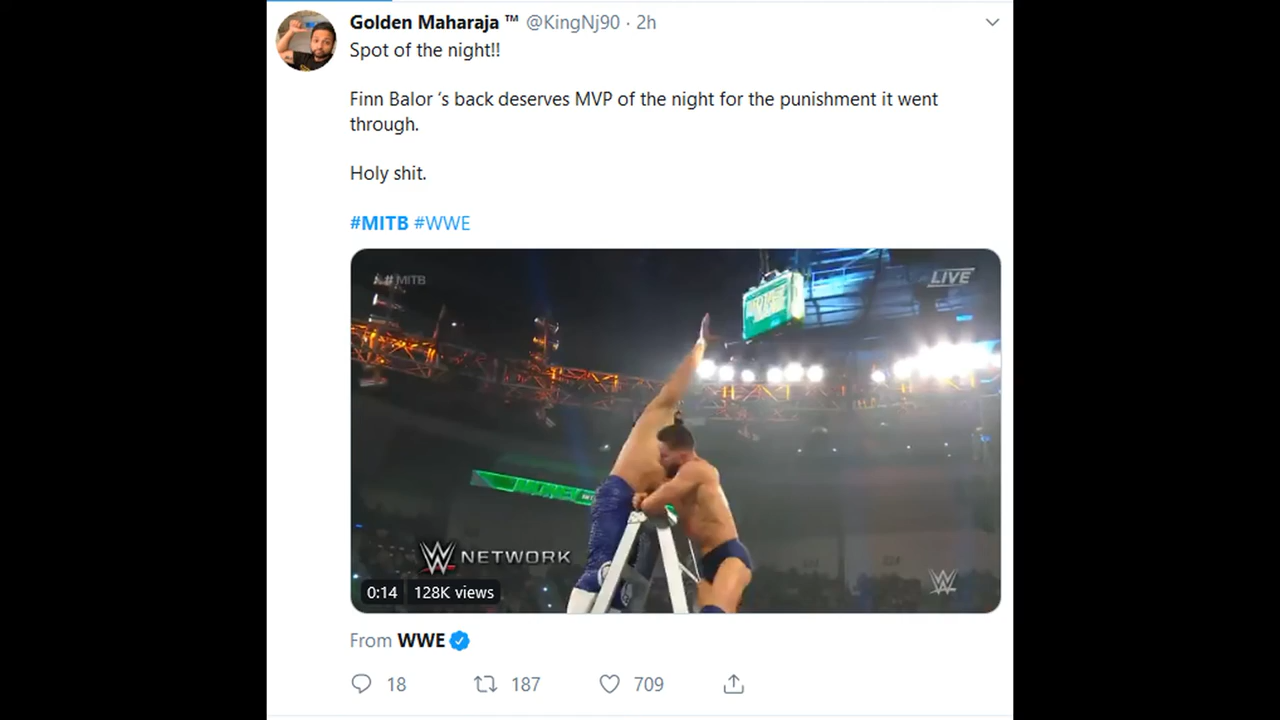 Golden Maharaja ™ @KingNj90 · 2h
Spot of the night!!
Finn Balor ‘s back deserves MVP of the night for the punishment it went
through.
Holy shit.
#MITB #WWE
#MITB
LIVE
NETWORK
0:14 128K views
From WWE
18 187 709